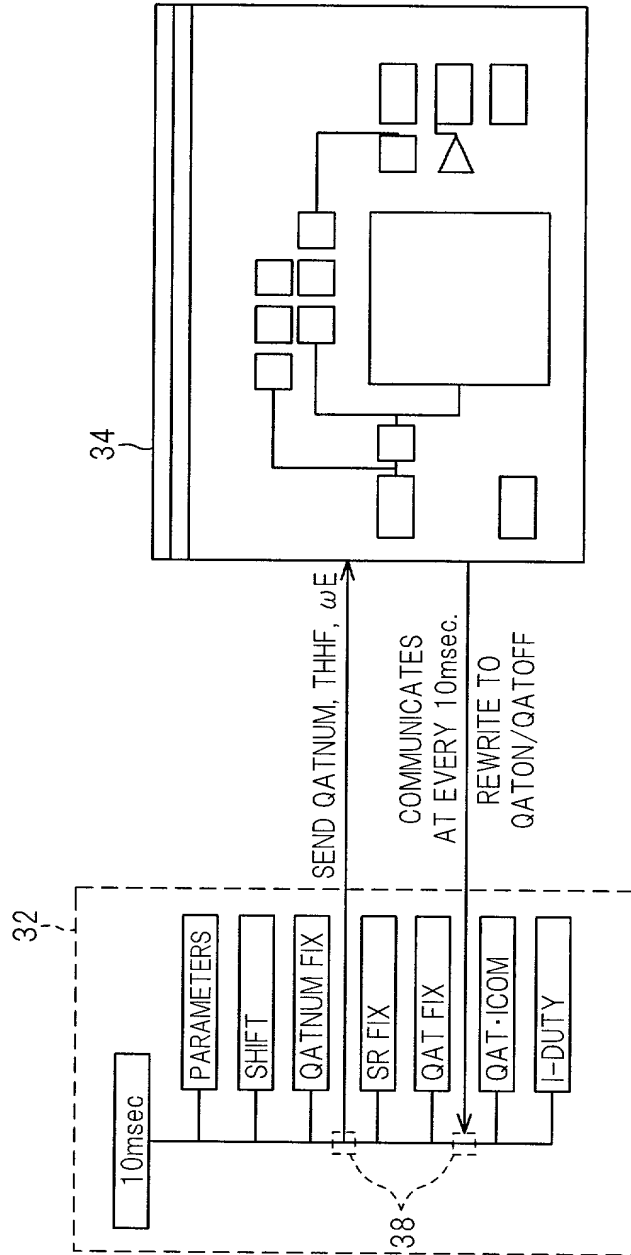 32
10msec
PARAMETERS
SHIFT
QATNUM FIX
SR FIX
QAT FIX
QAT·ICOM
I-DUTY
38
SEND QATNUM, THHF, ωE
COMMUNICATES
AT EVERY 10msec.
REWRITE TO
QATON/QATOFF
34